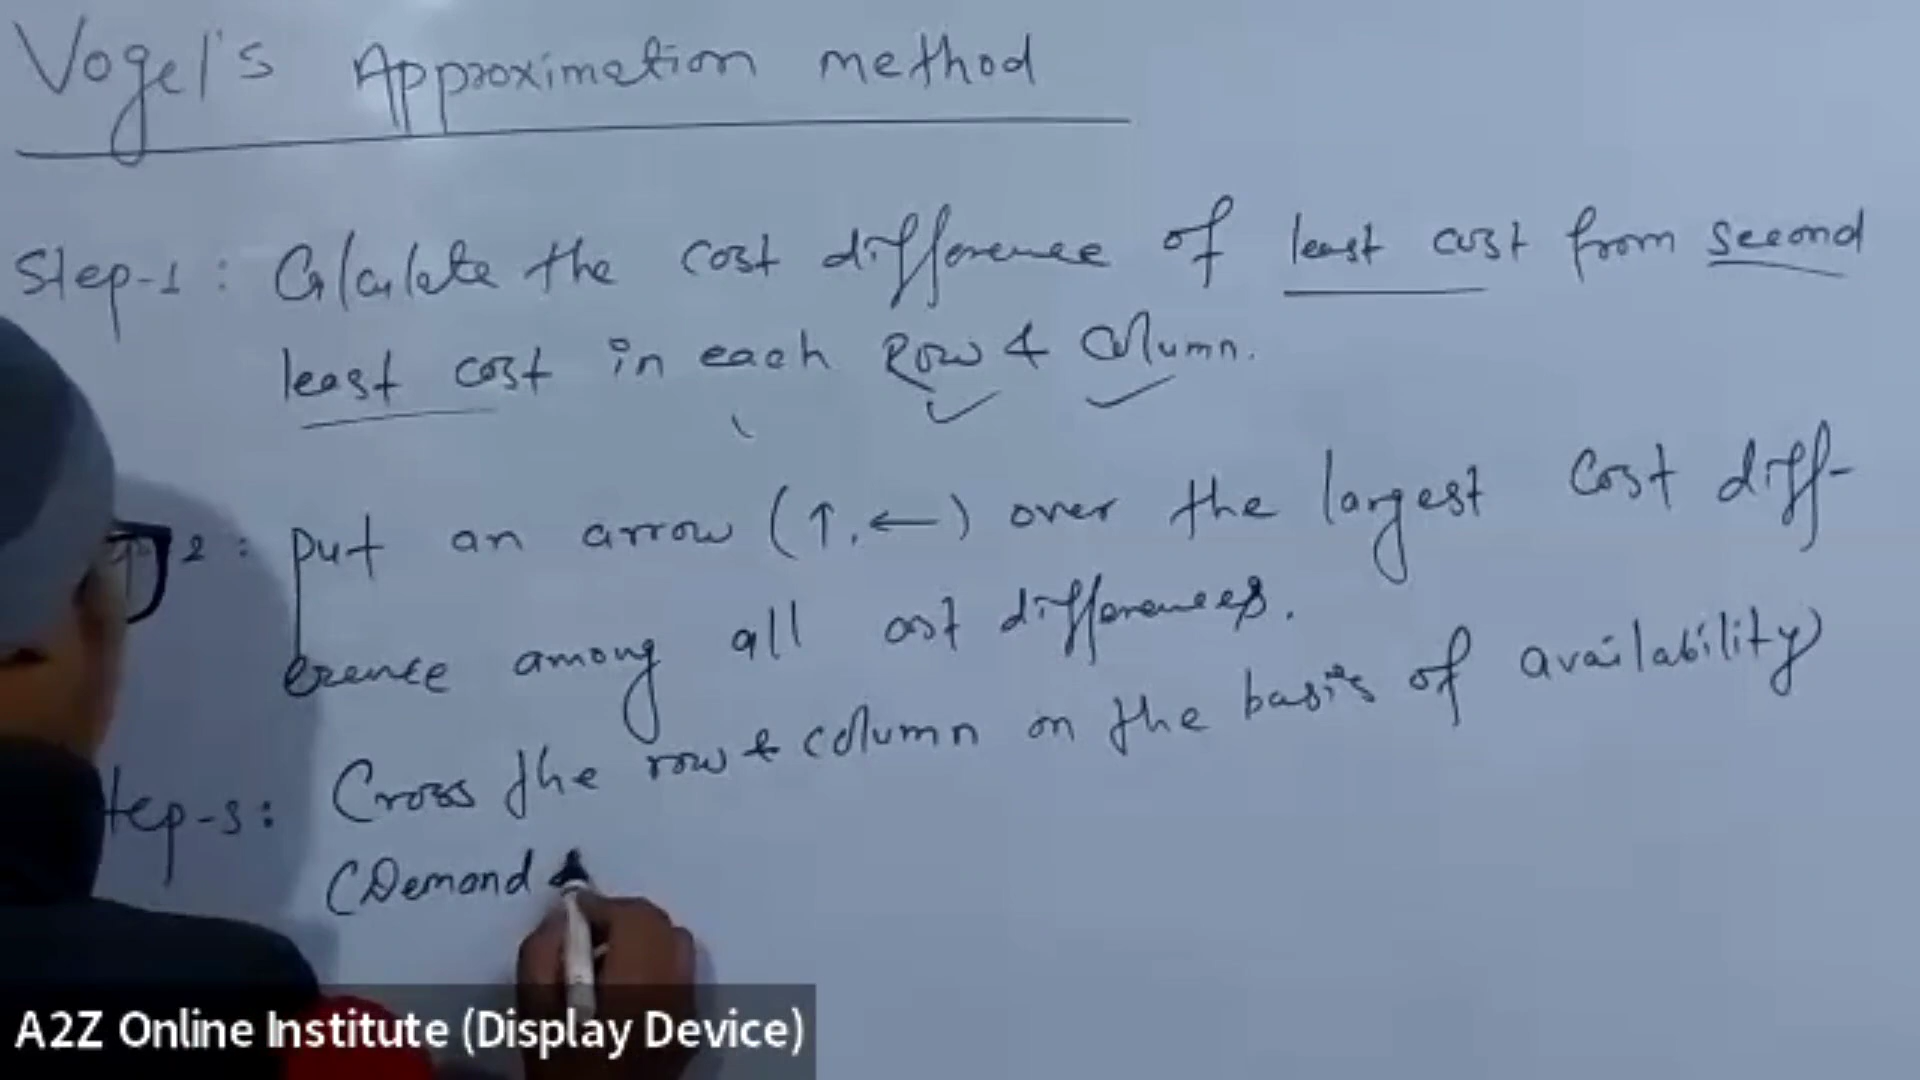 Vogel's Approximation method
Step-1: Calculate the cost difference of least cost from second
least cost in each Row & Column.
2: put an arrow (↑, ←) over the largest Cost diff-
erence among all cost differences.
tep-3: Cross the row & column on the basis of availability
(Demand
A2Z Online Institute (Display Device)